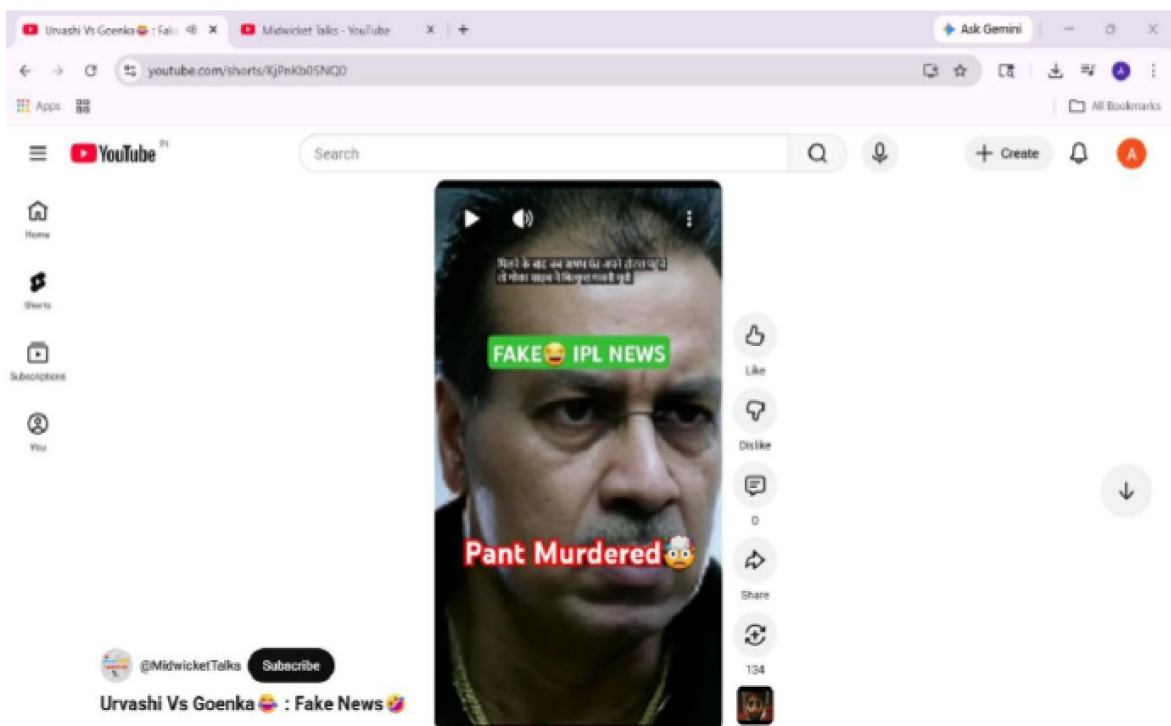 Urvashi Vs Goenka😂 : Fak
Midwicket Talks - YouTube
Ask Gemini
youtube.com/shorts/KjPnKb05NQ0
A
Apps
All Bookmarks
YouTube IN
Search
Create
A
Home
Shorts
Subscriptions
You
के बाद जब
तो
FAKE😂 IPL NEWS
Pant Murdered🤯
Like
Dislike
0
Share
134
@MidwicketTalks
Subscribe
Urvashi Vs Goenka😂 : Fake News🤣